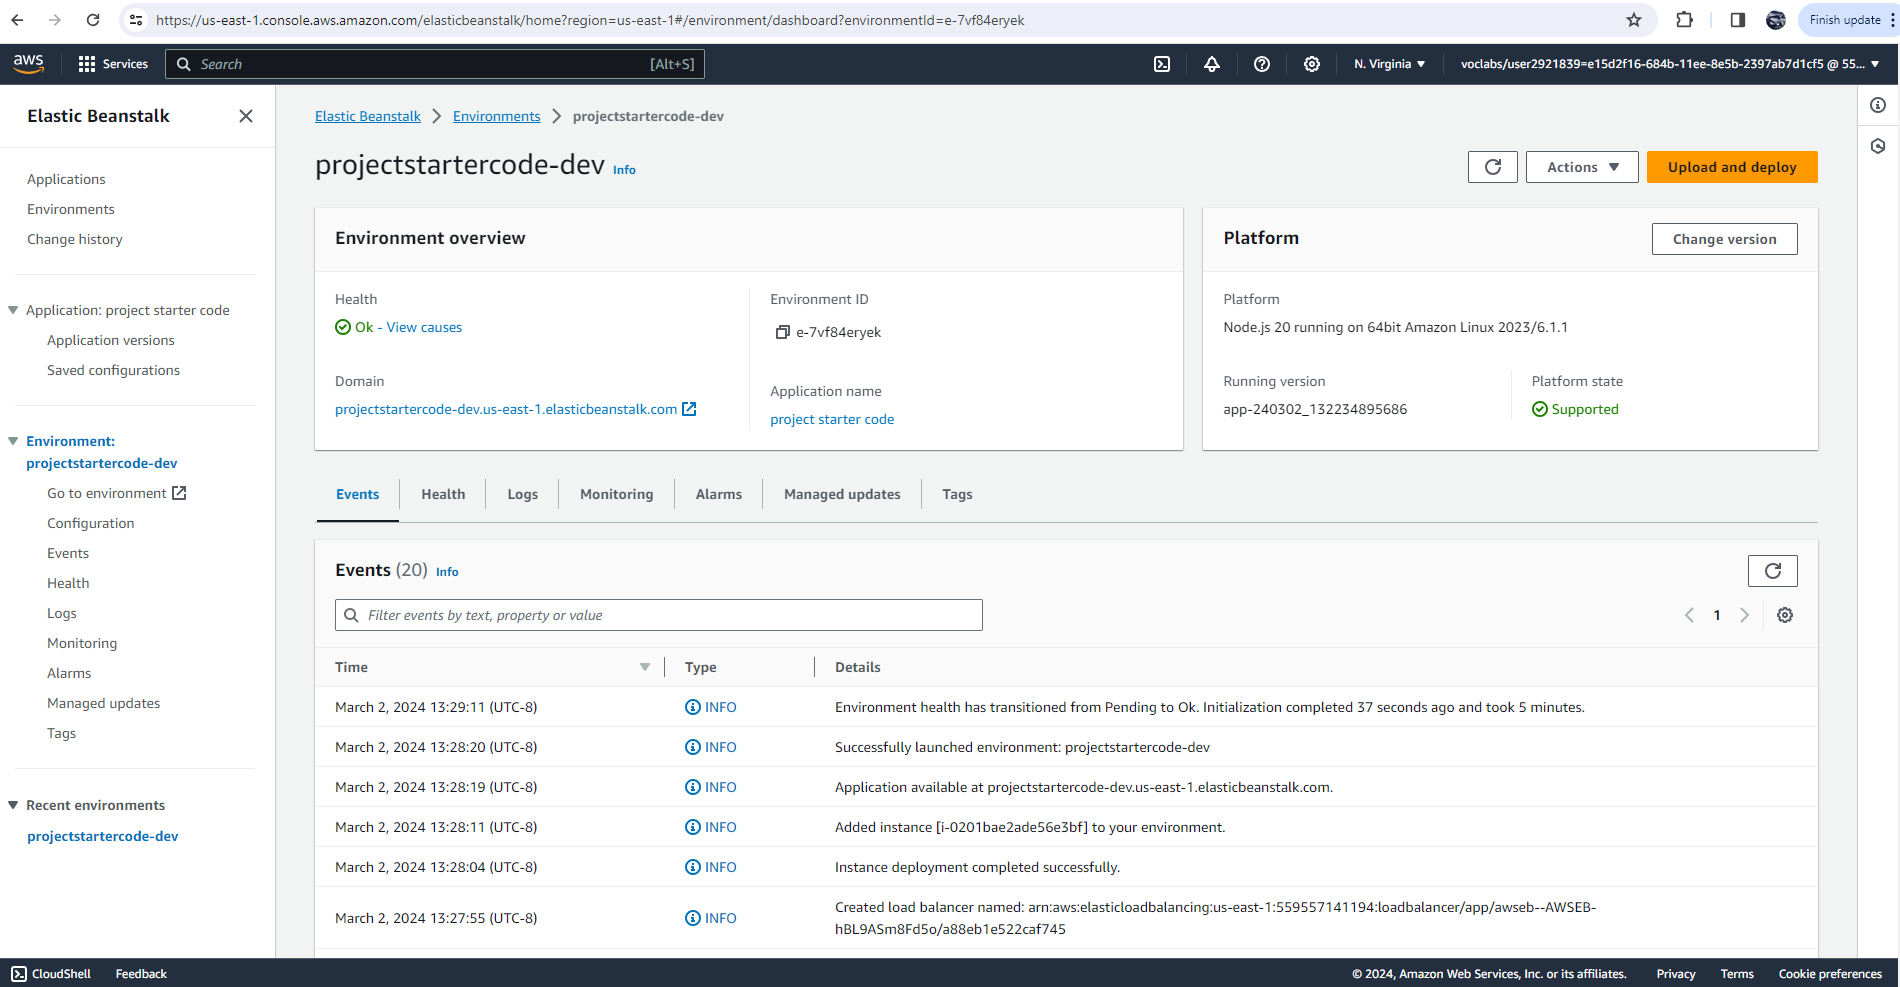 https://us-east-1.console.aws.amazon.com/elasticbeanstalk/home?region=us-east-1#/environment/dashboard?environmentId=e-7vf84eryek
Finish update
aws
Services
Search
[Alt+S]
N. Virginia
voclabs/user2921839=e15d2f16-684b-11ee-8e5b-2397ab7d1cf5 @ 55...
Elastic Beanstalk
Applications
Environments
Change history
Application: project starter code
Application versions
Saved configurations
Environment:
projectstartercode-dev
Go to environment
Configuration
Events
Health
Logs
Monitoring
Alarms
Managed updates
Tags
Recent environments
projectstartercode-dev
Elastic Beanstalk
Environments
projectstartercode-dev
projectstartercode-dev Info
Actions
Upload and deploy
Environment overview
Health
Ok - View causes
Domain
projectstartercode-dev.us-east-1.elasticbeanstalk.com
Environment ID
e-7vf84eryek
Application name
project starter code
Platform
Change version
Platform
Node.js 20 running on 64bit Amazon Linux 2023/6.1.1
Running version
app-240302_132234895686
Platform state
Supported
Events
Health
Logs
Monitoring
Alarms
Managed updates
Tags
Events (20) Info
Filter events by text, property or value
1
Time
Type
Details
March 2, 2024 13:29:11 (UTC-8)
INFO
Environment health has transitioned from Pending to Ok. Initialization completed 37 seconds ago and took 5 minutes.
March 2, 2024 13:28:20 (UTC-8)
INFO
Successfully launched environment: projectstartercode-dev
March 2, 2024 13:28:19 (UTC-8)
INFO
Application available at projectstartercode-dev.us-east-1.elasticbeanstalk.com.
March 2, 2024 13:28:11 (UTC-8)
INFO
Added instance [i-0201bae2ade56e3bf] to your environment.
March 2, 2024 13:28:04 (UTC-8)
INFO
Instance deployment completed successfully.
March 2, 2024 13:27:55 (UTC-8)
INFO
Created load balancer named: arn:aws:elasticloadbalancing:us-east-1:559557141194:loadbalancer/app/awseb--AWSEB-
hBL9ASm8Fd5o/a88eb1e522caf745
CloudShell
Feedback
© 2024, Amazon Web Services, Inc. or its affiliates.
Privacy
Terms
Cookie preferences